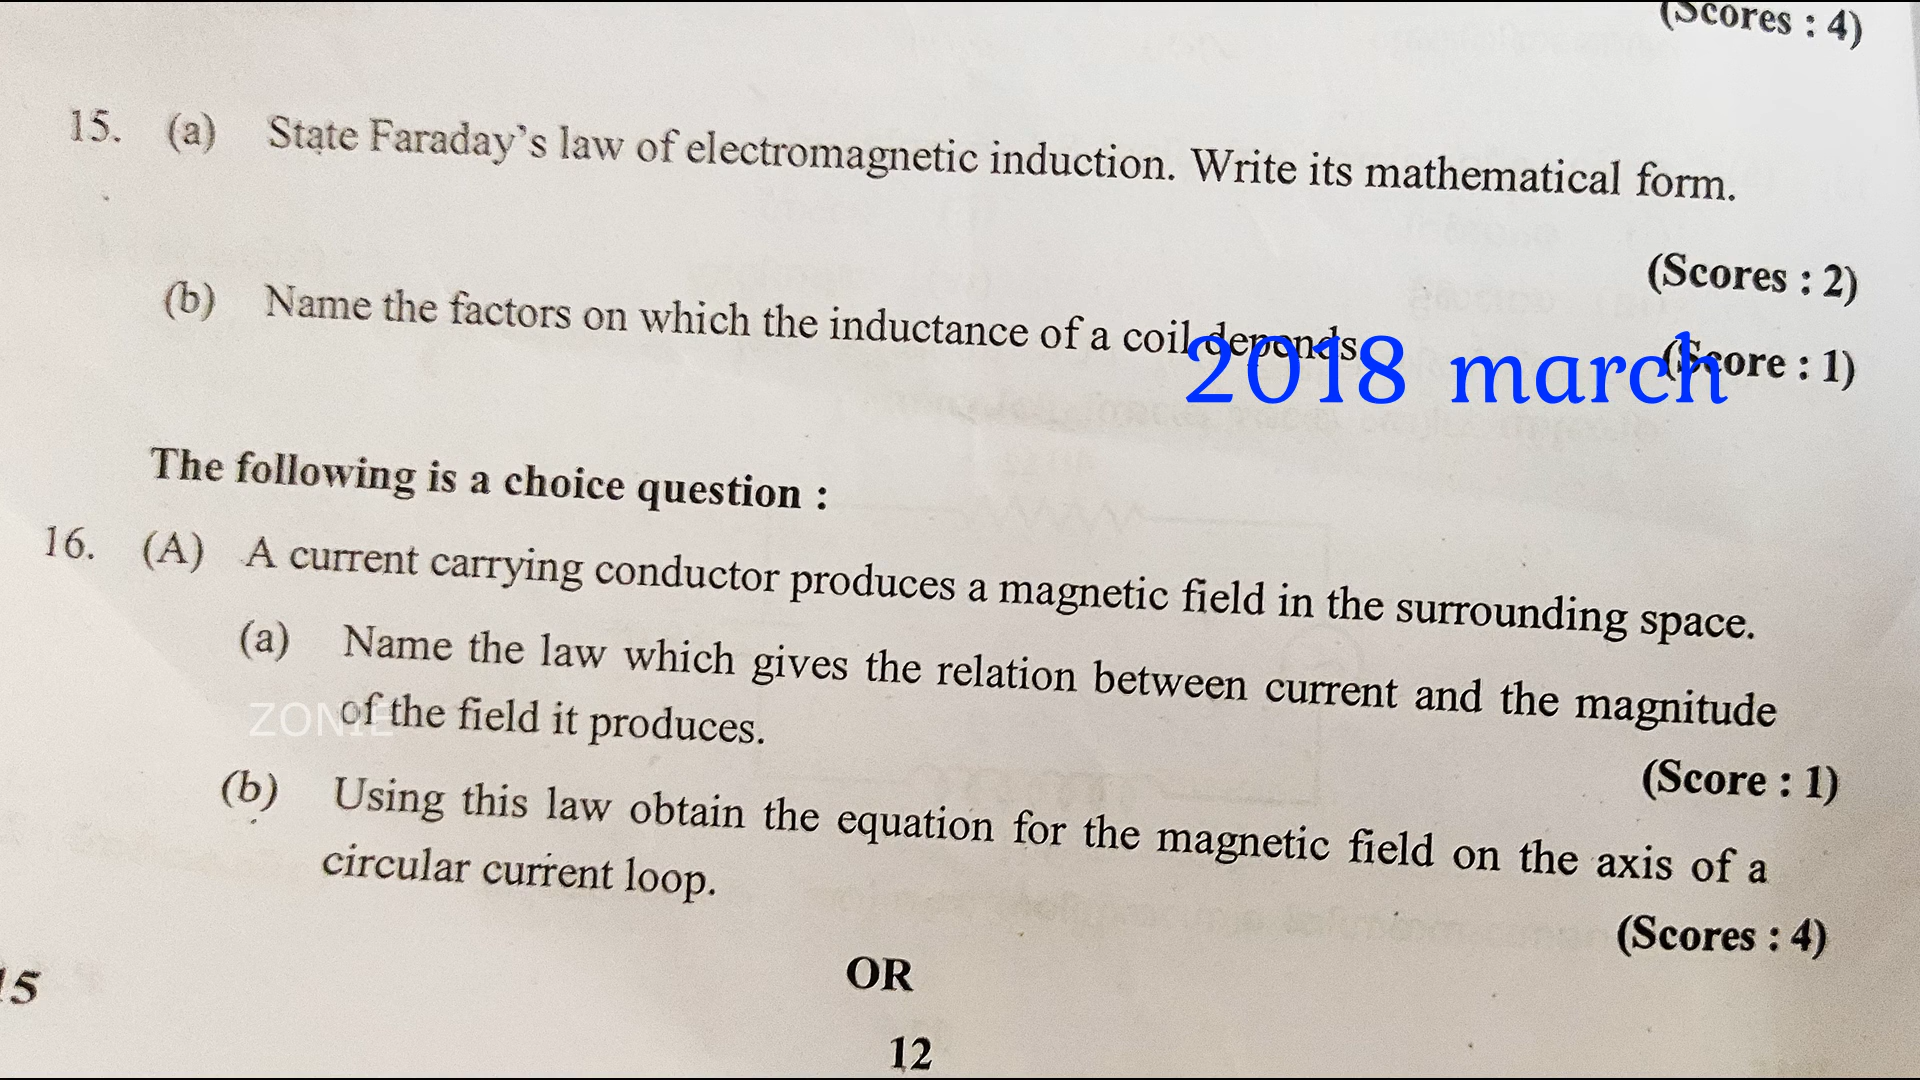 (Scores : 4)
15. (a) State Faraday's law of electromagnetic induction. Write its mathematical form.
(Scores : 2)
(b) Name the factors on which the inductance of a coil depends.
(Score : 1)
2018 march
The following is a choice question :
16. (A) A current carrying conductor produces a magnetic field in the surrounding space.
(a) Name the law which gives the relation between current and the magnitude
of the field it produces.
ZONIE
(Score : 1)
(b) Using this law obtain the equation for the magnetic field on the axis of a
circular current loop.
(Scores : 4)
15
OR
12